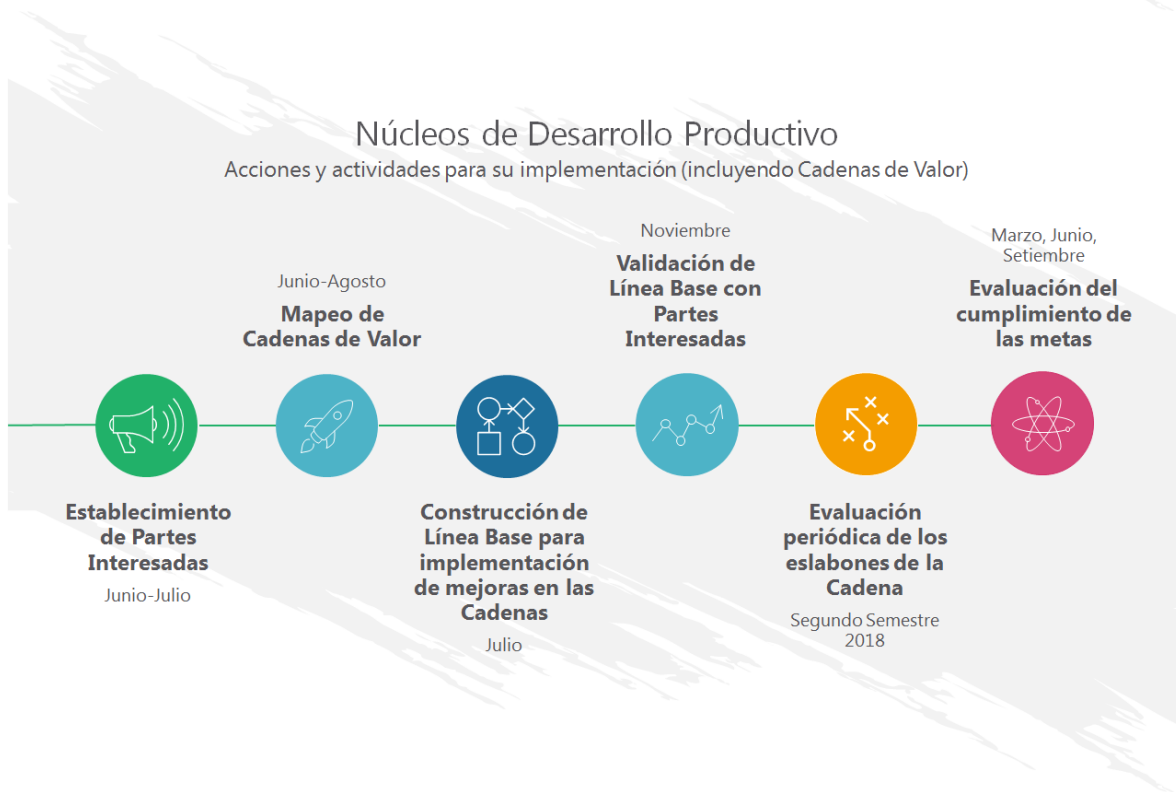 Núcleos de Desarrollo Productivo
Acciones y actividades para su implementación (incluyendo Cadenas de Valor)
Establecimiento
de Partes
Interesadas
Junio-Julio
Junio-Agosto
Mapeo de
Cadenas de Valor
Construcción de
Línea Base para
implementación
de mejoras en las
Cadenas
Julio
Noviembre
Validación de
Línea Base con
Partes
Interesadas
Evaluación
periódica de los
eslabones de la
Cadena
Segundo Semestre
2018
Marzo, Junio,
Setiembre
Evaluación del
cumplimiento de
las metas